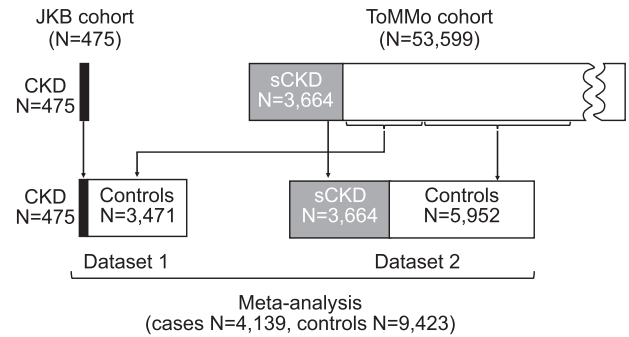 JKB cohort
(N=475)
ToMMo cohort
(N=53,599)
CKD
N=475
sCKD
N=3,664
CKD
N=475
Controls
N=3,471
sCKD
N=3,664
Controls
N=5,952
Dataset 1
Dataset 2
Meta-analysis
(cases N=4,139, controls N=9,423)